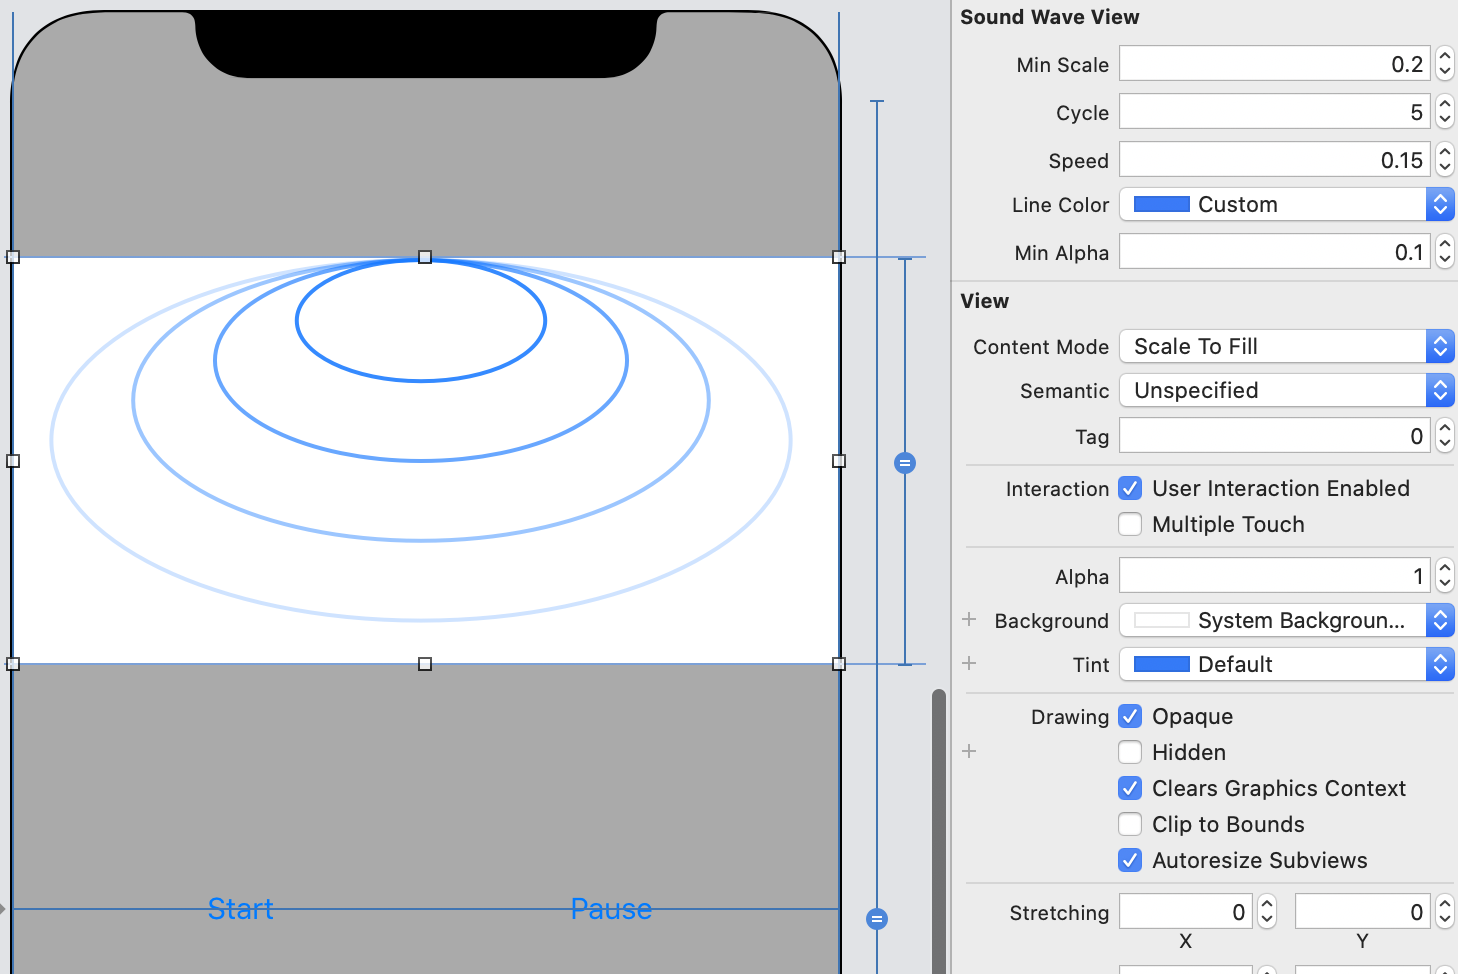 Sound Wave View
Min Scale 0.2
Cycle 5
Speed 0.15
Line Color Custom
Min Alpha 0.1
View
Content Mode Scale To Fill
Semantic Unspecified
Tag 0
Interaction User Interaction Enabled
Multiple Touch
Alpha 1
+ Background System Backgroun...
+ Tint Default
Drawing Opaque
+ Hidden
Clears Graphics Context
Clip to Bounds
Autoresize Subviews
Stretching 0 0
X Y
Start Pause